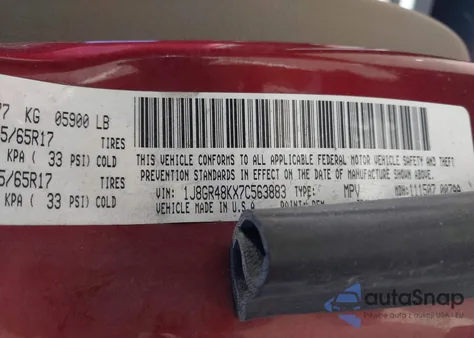 KG 05900 LB
5/65R17 TIRES
KPA ( 33 PSI) COLD
5/65R17 TIRES
KPA ( 33 PSI) COLD
THIS VEHICLE CONFORMS TO ALL APPLICABLE FEDERAL MOTOR VEHICLE SAFETY AND THEFT
PREVENTION STANDARDS IN EFFECT ON THE DATE OF MANUFACTURE SHOWN ABOVE.
VIN: 1J8GR48KX7C563883 TYPE: MPV
VEHICLE MADE IN U.S.A
autoSnap